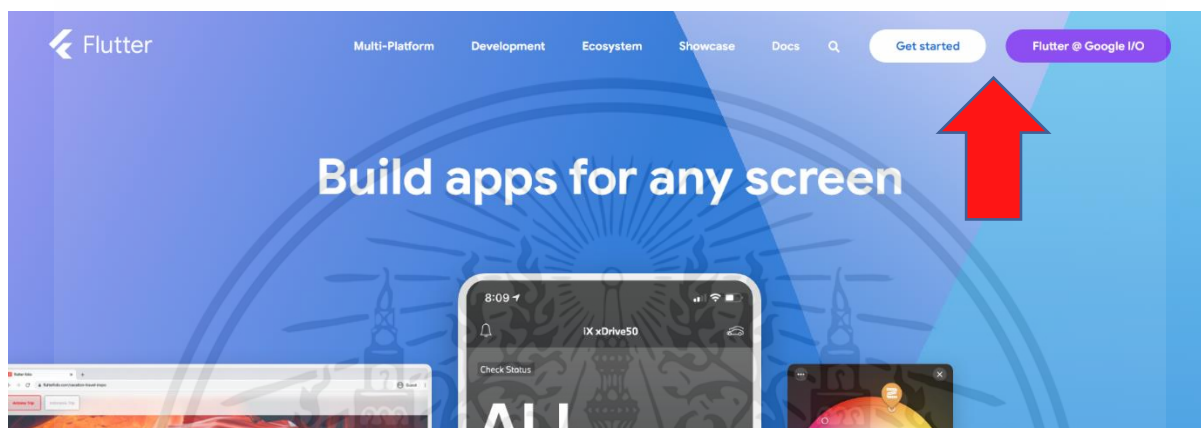 Flutter
Multi-Platform Development Ecosystem Showcase Docs Get started Flutter @ Google I/O
Build apps for any screen
8:09
iX xDrive50
Check Status
ALL